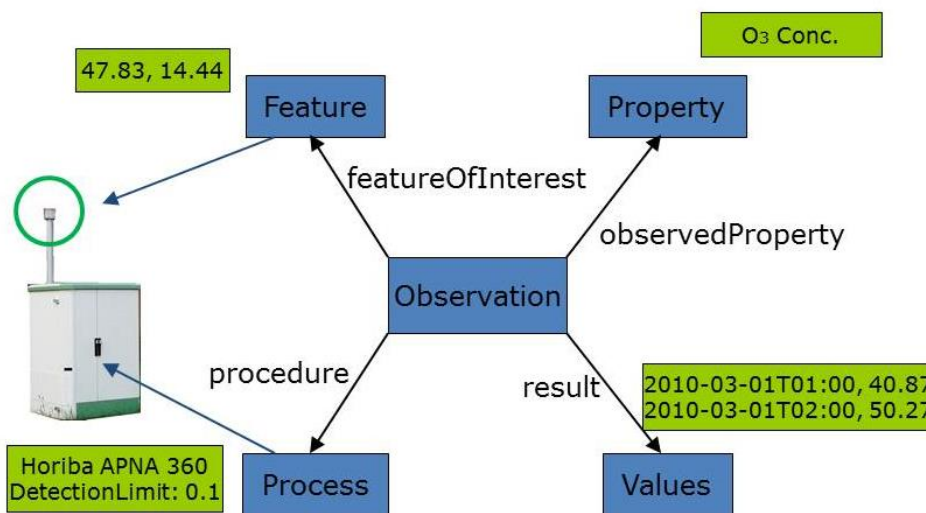 O₃ Conc.
47.83, 14.44
Feature
Property
featureOfInterest
observedProperty
Observation
procedure
result
2010-03-01T01:00, 40.87
2010-03-01T02:00, 50.27
Horiba APNA 360
DetectionLimit: 0.1
Process
Values